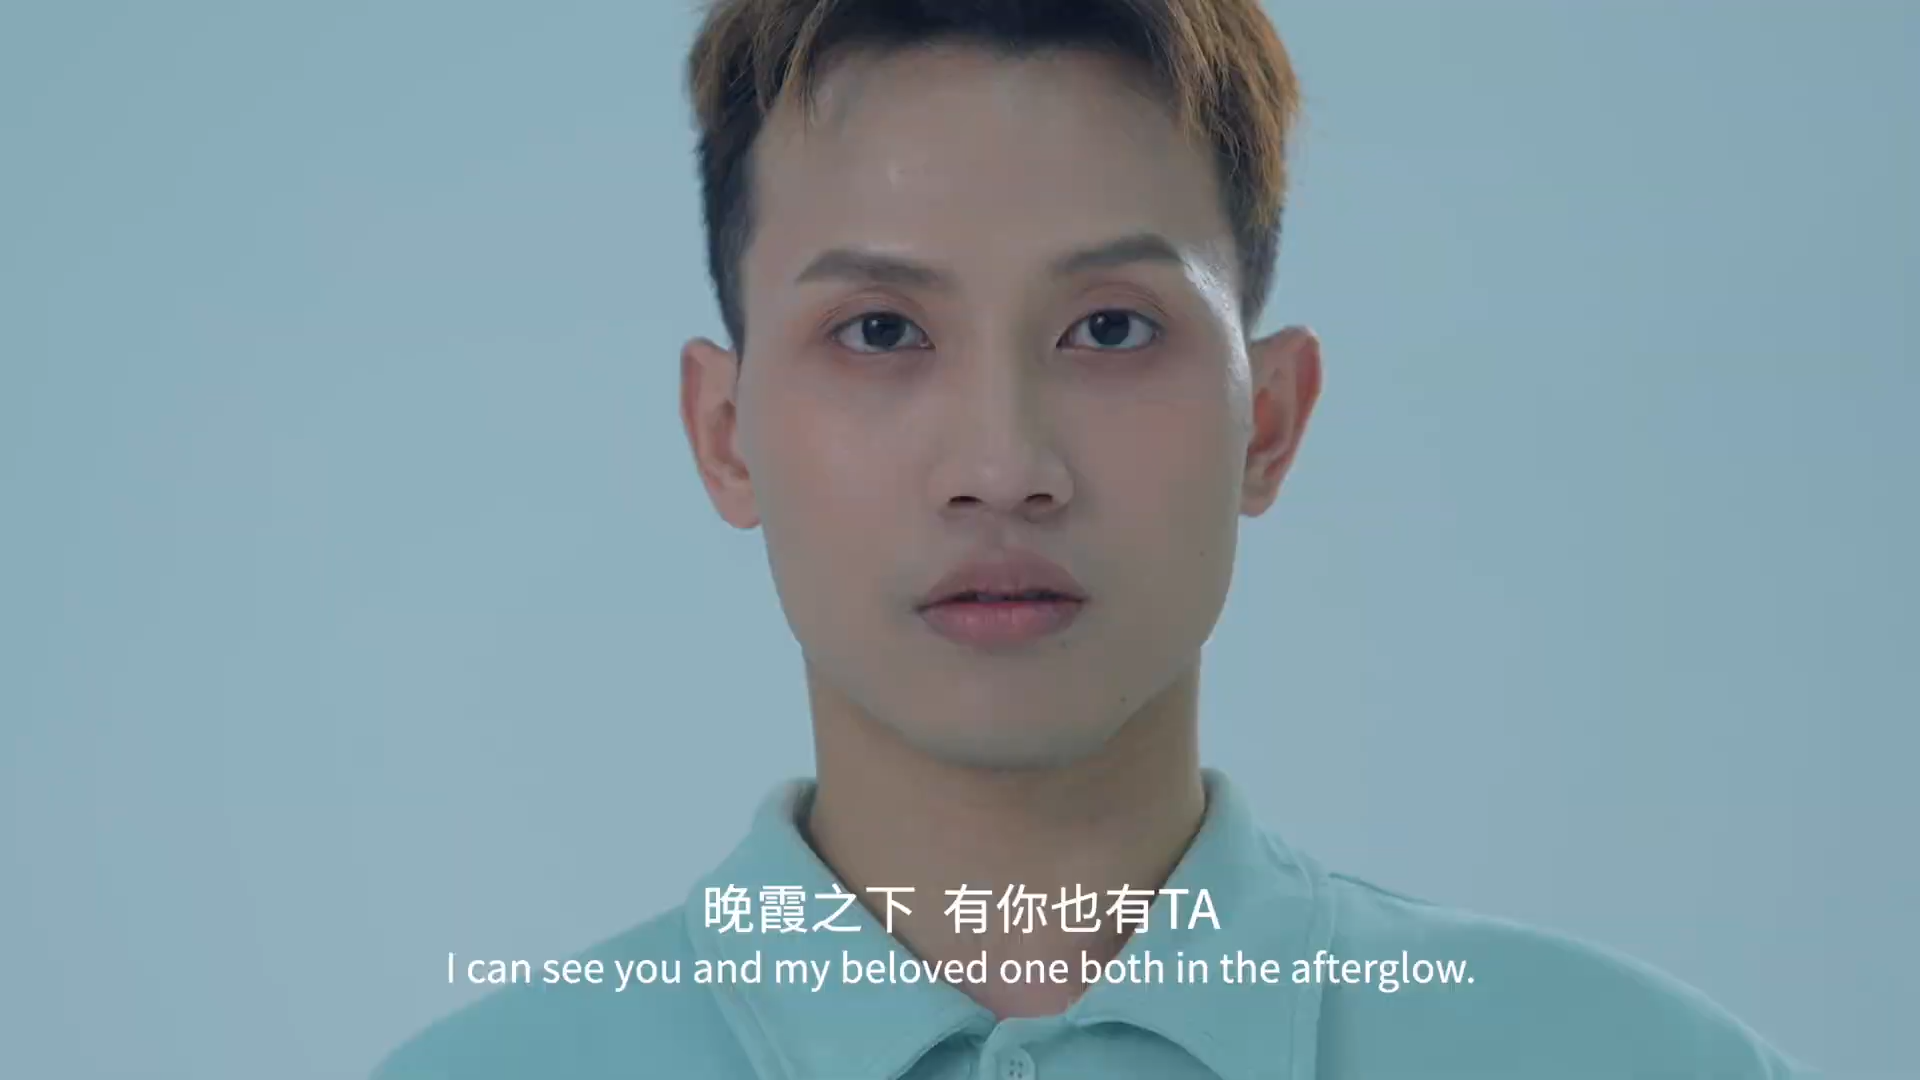 晚霞之下 有你也有TA
I can see you and my beloved one both in the afterglow.